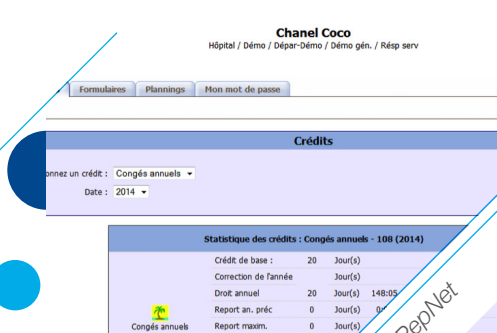 Chanel Coco
Hôpital / Démo / Dépar-Démo / Démo gén. / Résp serv
Formulaires Plannings Mon mot de passe
Crédits
onnez un crédit : Congés annuels
Date : 2014
Statistique des crédits : Congés annuels - 108 (2014)
Crédit de base : 20 Jour(s)
Correction de l'année Jour(s)
Droit annuel 20 Jour(s) 148:05
Report an. préc 0 Jour(s)
Congés annuels Report maxim. 0 Jour(s)
RepNet